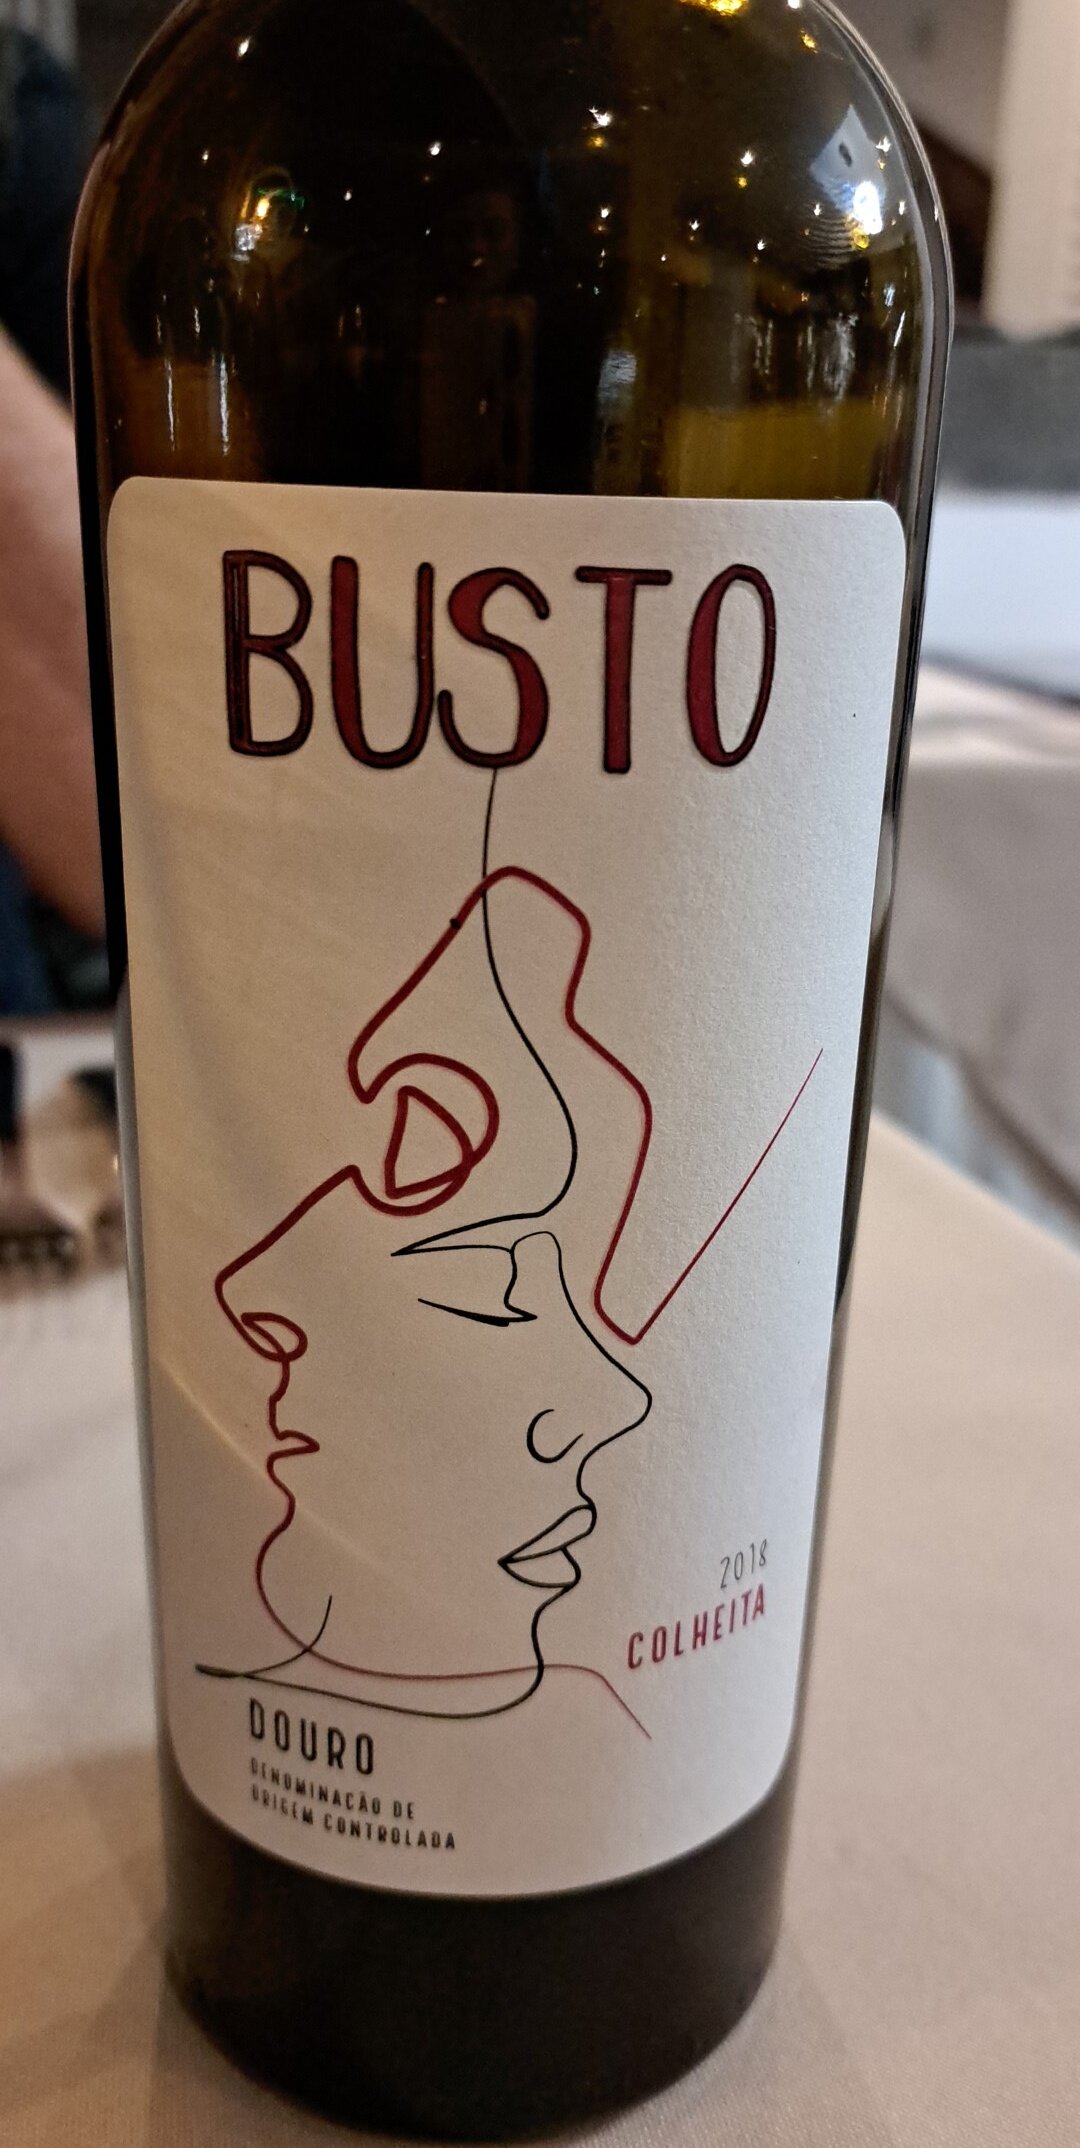 BUSTO
2018
COLHEITA
DOURO
DENOMINAÇÃO DE
ORIGEM CONTROLADA